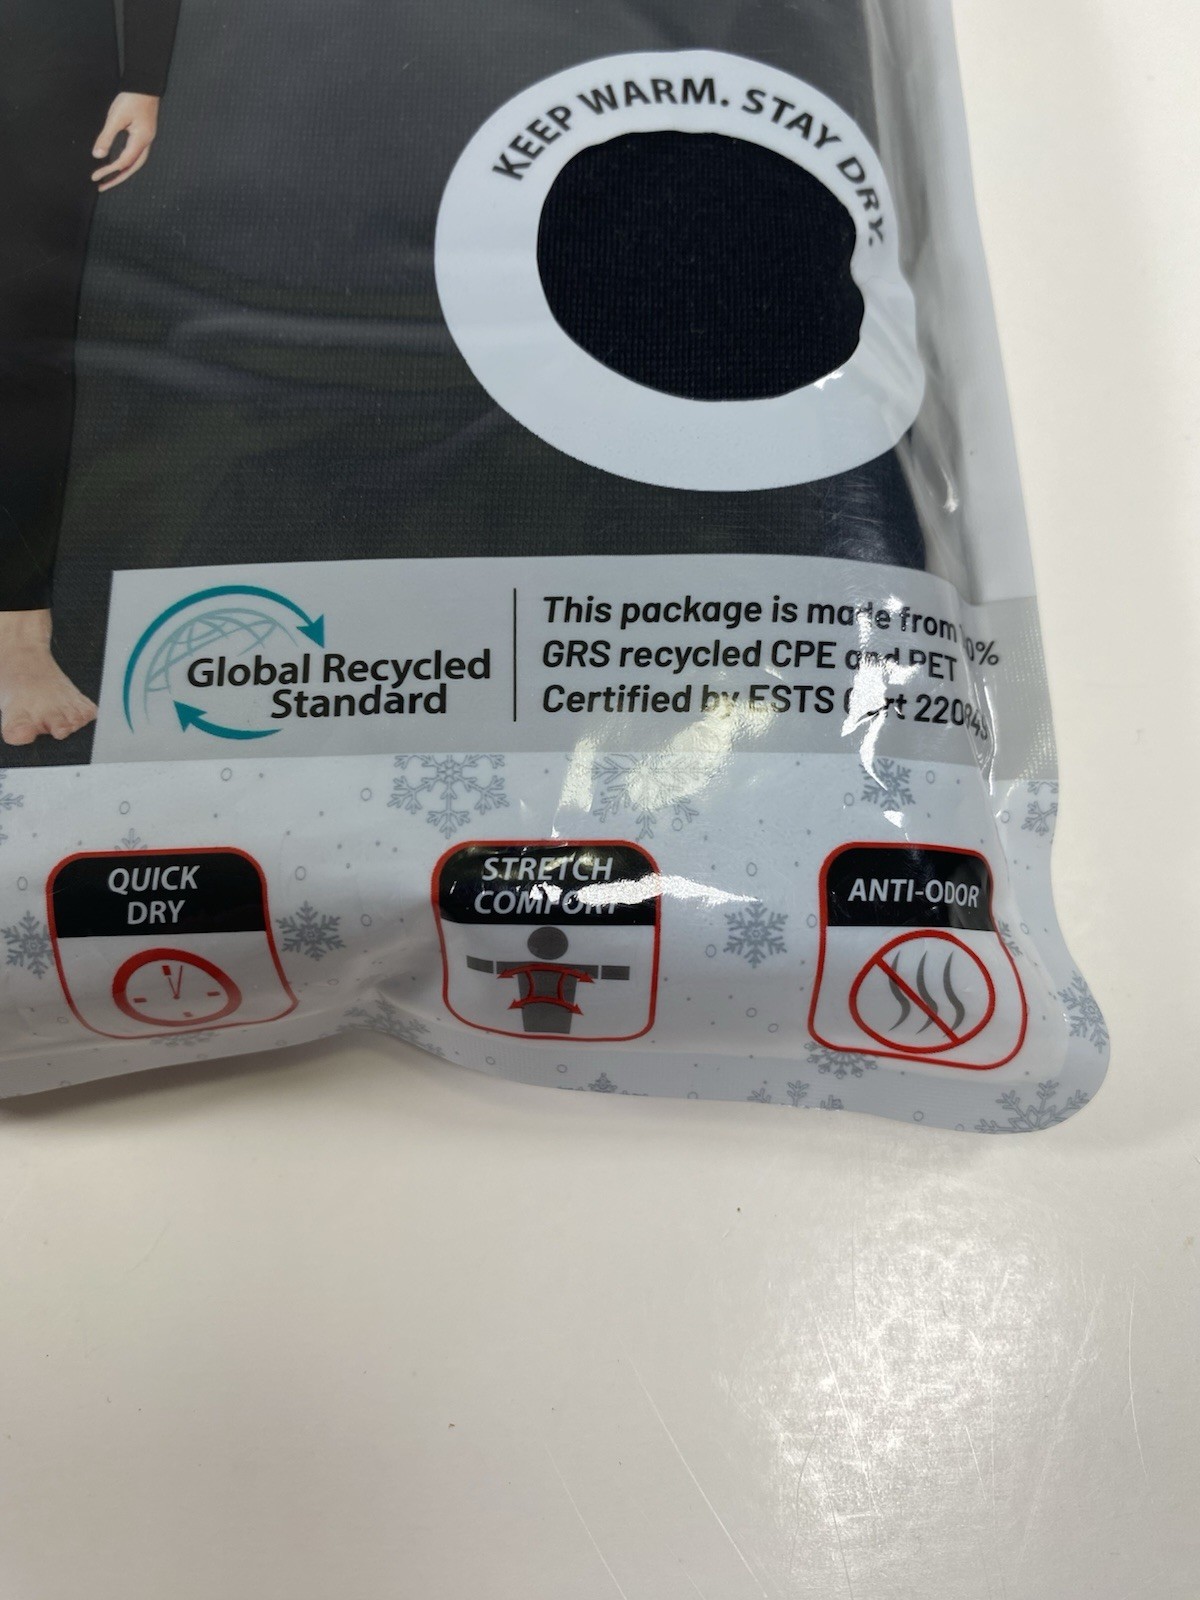 KEEP WARM. STAY DRY.
Global Recycled
Standard
This package is made from
GRS recycled CPE and PET
Certified by ESTS
QUICK
DRY
STRETCH
COMFORT
ANTI-ODOR